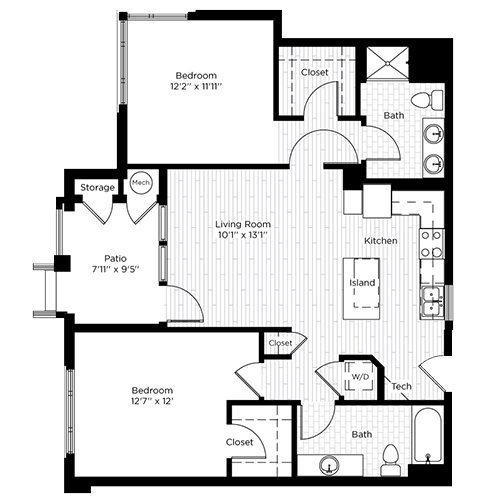 Bedroom
12'2" x 11'11"
Closet
Bath
Storage
Mech.
Living Room
10'1" x 13'1"
Kitchen
Patio
7'11" x 9'5"
Island
Closet
W/D
Tech
Bedroom
12'7" x 12'
Closet
Bath